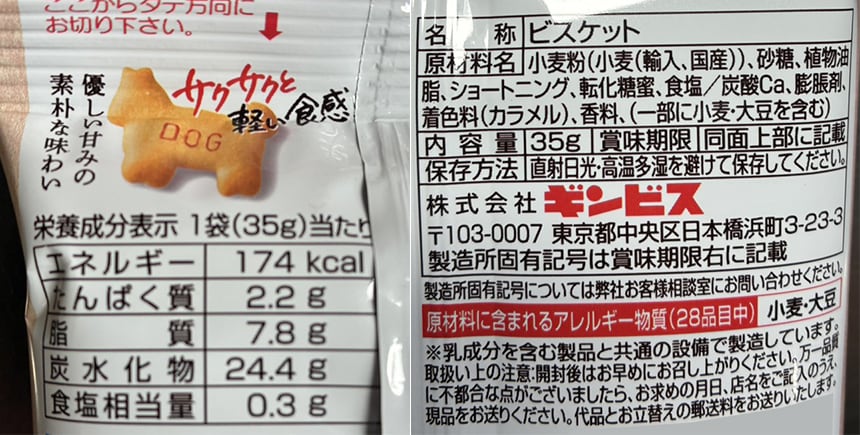 ここからタテ方向に
お切り下さい。
サクサクと
軽い食感
優しい甘みの
素朴な味わい
DOG
栄養成分表示 1袋(35g)当たり
エネルギー 174 kcal
たんぱく質 2.2 g
脂質 7.8 g
炭水化物 24.4 g
食塩相当量 0.3 g
名称 ビスケット
原材料名 小麦粉(小麦(輸入、国産))、砂糖、植物油
脂、ショートニング、転化糖蜜、食塩/炭酸Ca、膨脹剤、
着色料(カラメル)、香料、(一部に小麦・大豆を含む)
内容量 35g 賞味期限 同面上部に記載
保存方法 直射日光・高温多湿を避けて保存してください。
株式会社 ギンビス
〒103-0007 東京都中央区日本橋浜町3-23-3
製造所固有記号は賞味期限右に記載
製造所固有記号については弊社お客様相談室にお問い合わせください。
原材料に含まれるアレルギー物質(28品目中) 小麦・大豆
※乳成分を含む製品と共通の設備で製造しています。
取扱い上の注意:開封後はお早めにお召し上がりください。万一品質
に不都合な点がございましたら、お求めの月日、店名をご記入のうえ、
現品をお送りください。代品とお立替えの郵送料をお送りいたします。